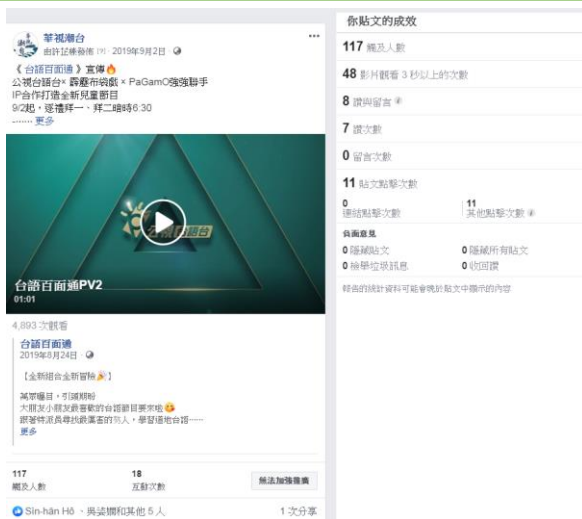 華視潮台
2019年9月2日
《台語百面通》宣傳🔥
公視台語台× 霹靂布袋戲 × PaGamO強強聯手
IP合作打造全新兒童節目
9/2起,逐禮拜一、拜二暗時6:30
⋯⋯ 更多
公視台語台
台語百面通PV2
01:01
4,893 次觀看
台語百面通
2019年8月24日
【全新組合全新冒險🎉】
萬眾矚目,引頸期盼
大朋友小朋友最喜歡的台語節目要來啦
跟著特派員尋找最厲害的ㄞ人,學習道地台語⋯⋯
更多
117
觸及人數
18
互動次數
無法加強推廣
Sin-hân Hô、吳姿嫺和其他 5 人
1 次分享
你貼文的成效
117 觸及人數
48 影片觀看 3 秒以上的次數
8 讚與留言
7 讚次數
0 留言次數
11 貼文點擊次數
0
連結點擊次數
11
其他點擊次數
負面意見
0 隱藏貼文
0 隱藏所有貼文
0 檢舉垃圾訊息
0 收回讚
報告的統計資料可能會晚於貼文中顯示的內容